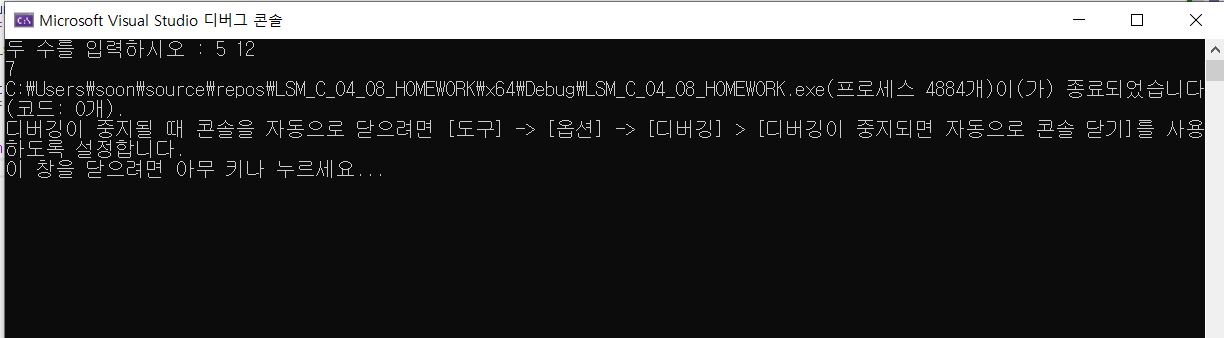 Microsoft Visual Studio 디버그 콘솔
두 수를 입력하시오 : 5 12
7
C:\Users\soon\source\repos\LSM_C_04_08_HOMEWORK\x64\Debug\LSM_C_04_08_HOMEWORK.exe(프로세스 4884개)이(가) 종료되었습니다
(코드: 0개).
디버깅이 중지될 때 콘솔을 자동으로 닫으려면 [도구] -> [옵션] -> [디버깅] > [디버깅이 중지되면 자동으로 콘솔 닫기]를 사용
하도록 설정합니다.
이 창을 닫으려면 아무 키나 누르세요...